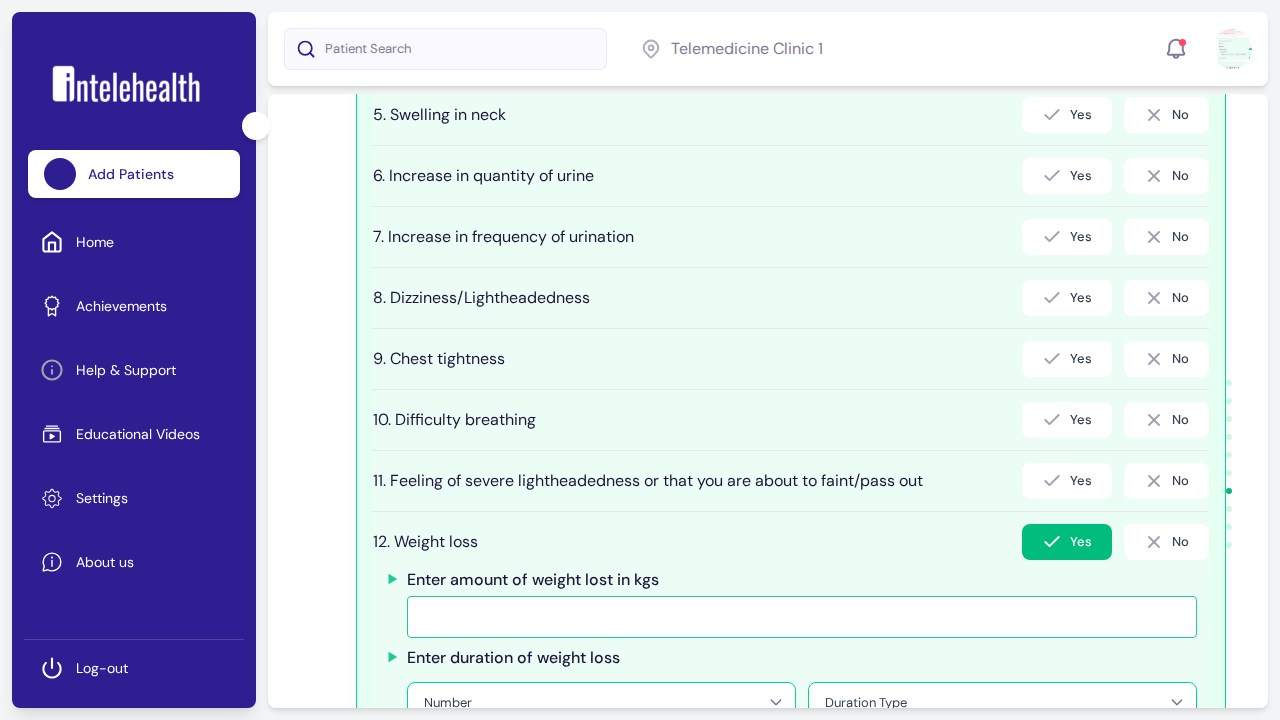 intelehealth
Add Patients
Home
Achievements
Help & Support
Educational Videos
Settings
About us
Log-out
Patient Search
Telemedicine Clinic 1
5. Swelling in neck Yes No
6. Increase in quantity of urine Yes No
7. Increase in frequency of urination Yes No
8. Dizziness/Lightheadedness Yes No
9. Chest tightness Yes No
10. Difficulty breathing Yes No
11. Feeling of severe lightheadedness or that you are about to faint/pass out Yes No
12. Weight loss Yes No
Enter amount of weight lost in kgs
Enter duration of weight loss
Number Duration Type